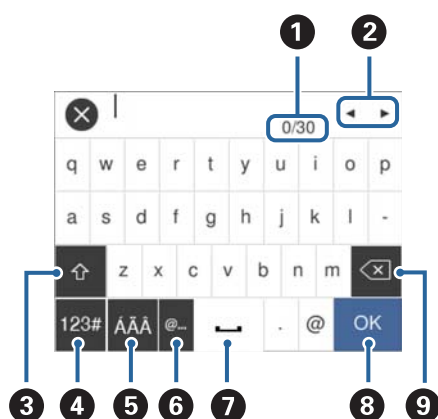 1 2
0/30
q w e r t y u i o p
a s d f g h j k l -
z x c v b n m
123# ÁÃÂ @... . @ OK
3 4 5 6 7 8 9